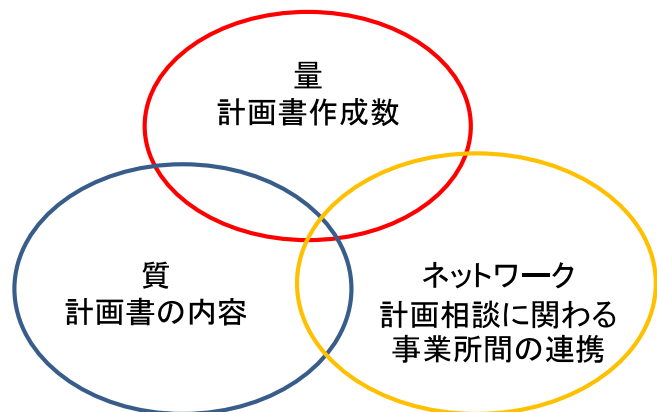 量
計画書作成数
質
計画書の内容
ネットワーク
計画相談に関わる
事業所間の連携